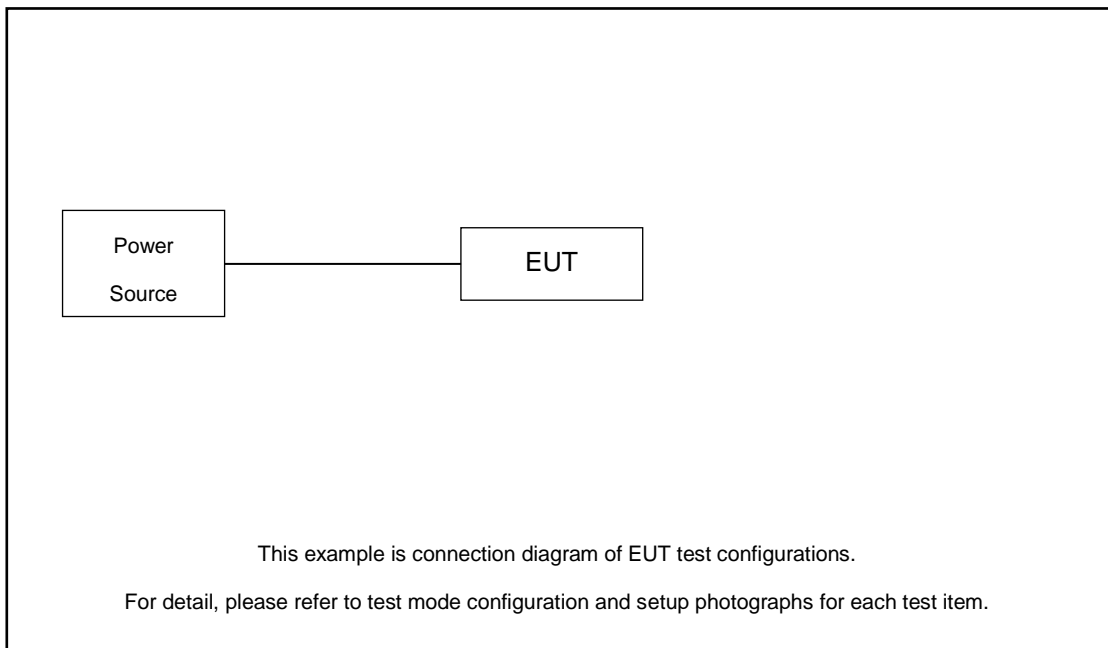 Power
Source
EUT
This example is connection diagram of EUT test configurations.
For detail, please refer to test mode configuration and setup photographs for each test item.